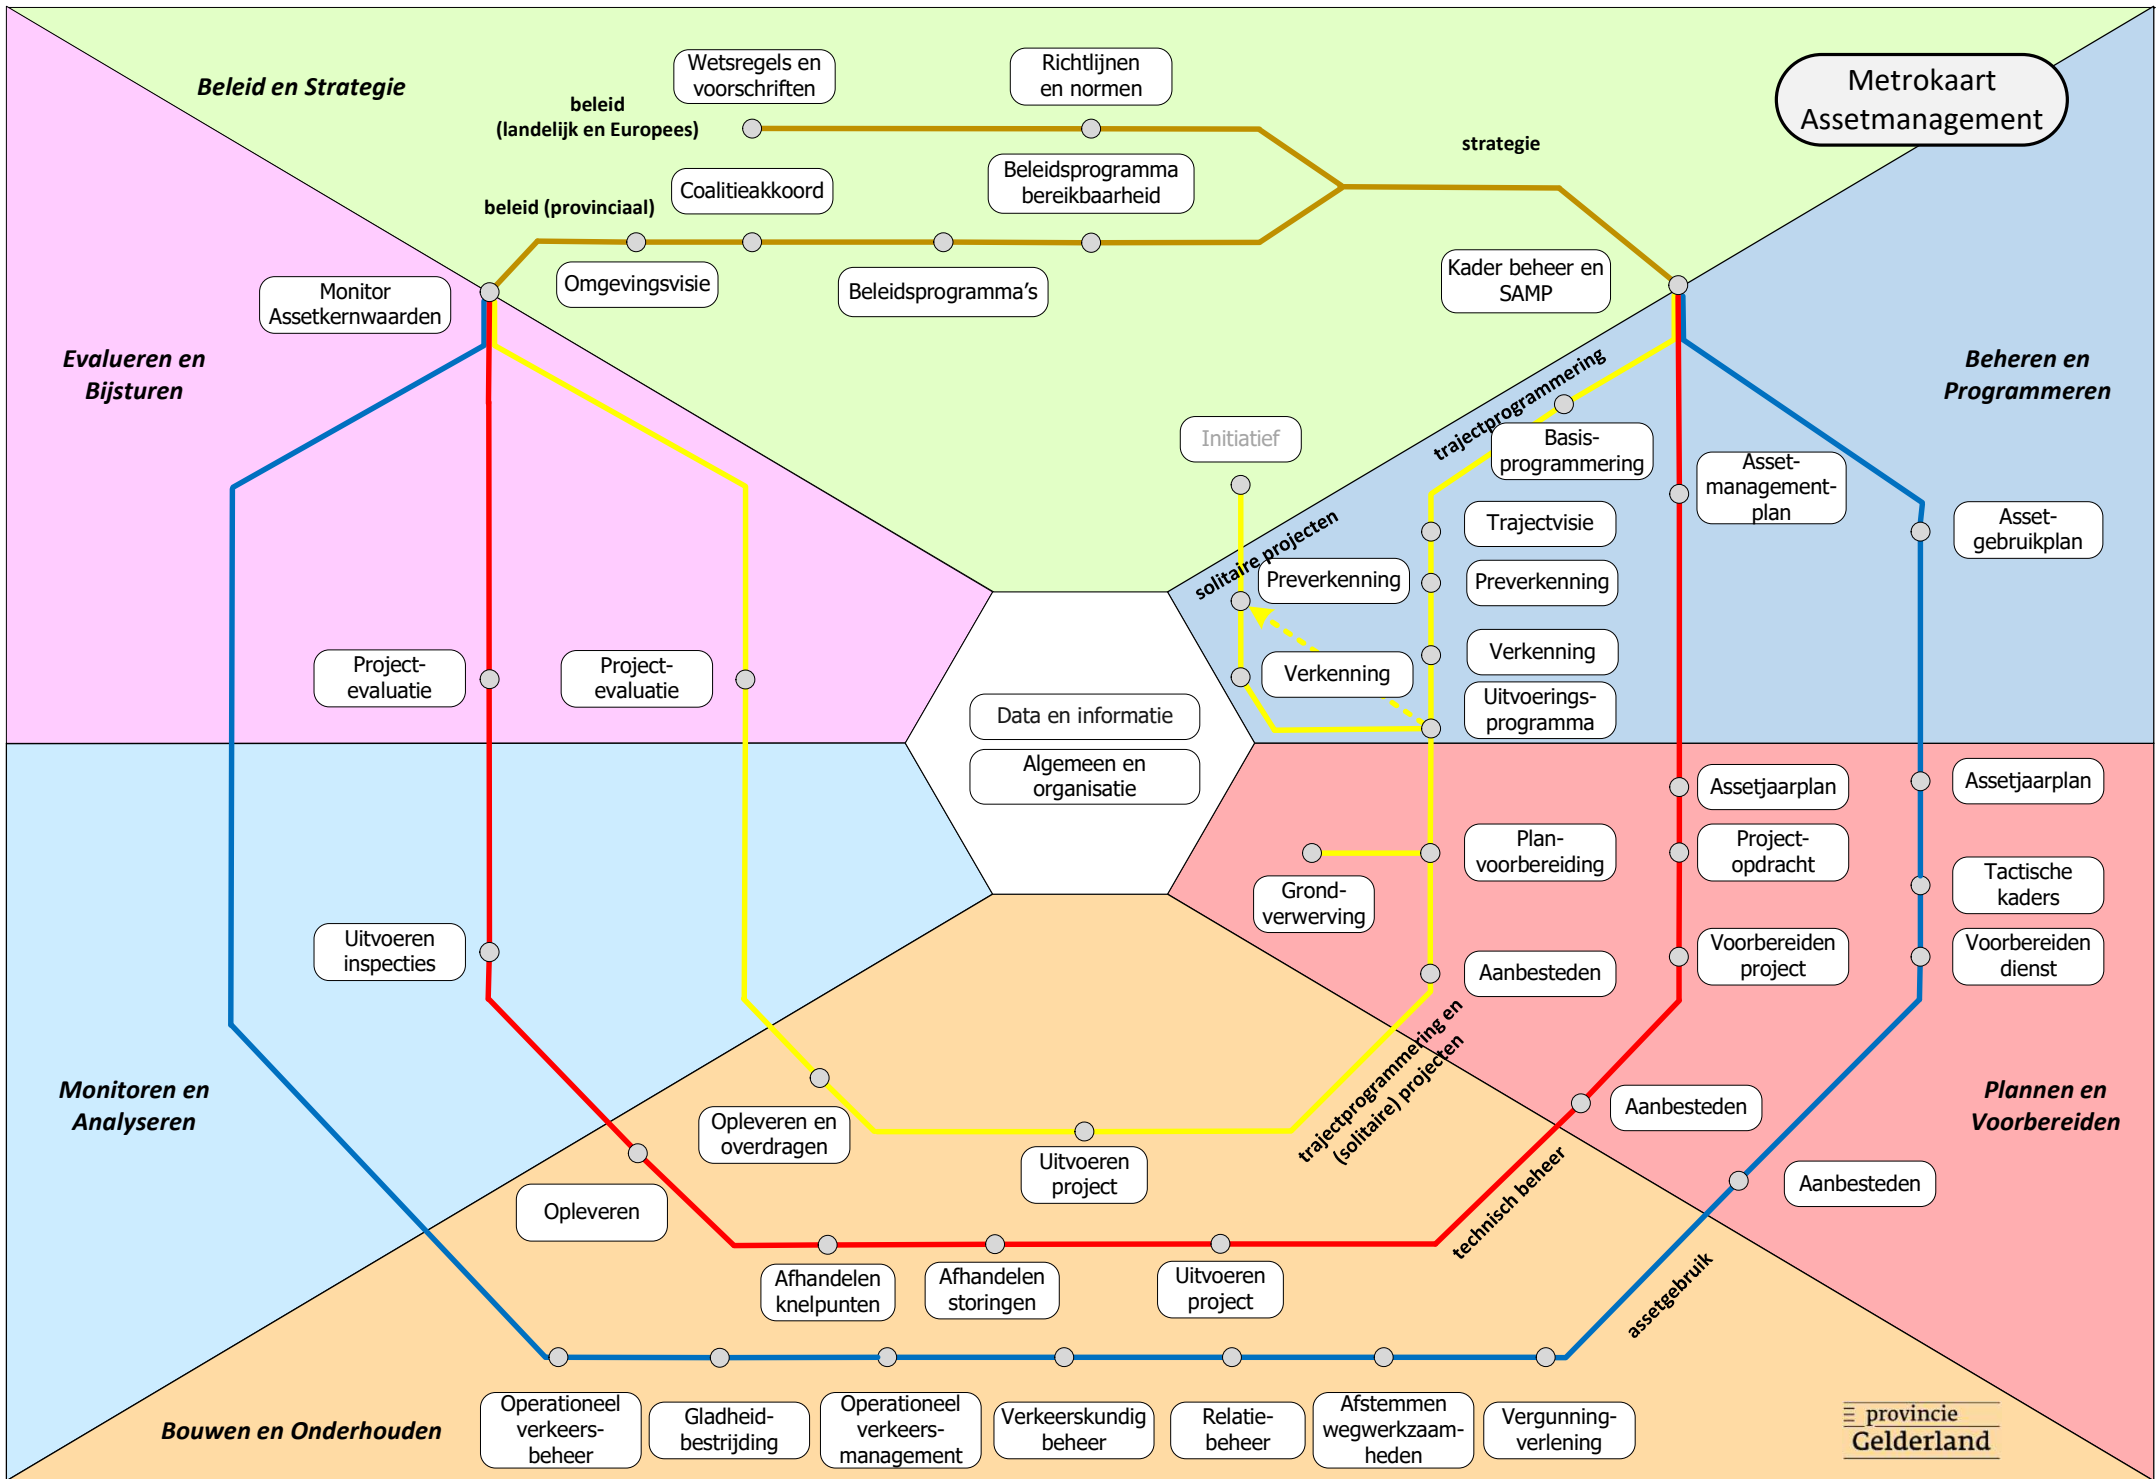 Metrokaart
Assetmanagement
Beleid en Strategie
beleid
(landelijk en Europees)
Wetsregels en
voorschriften
Richtlijnen
en normen
strategie
beleid (provinciaal)
Coalitieakkoord
Beleidsprogramma
bereikbaarheid
Omgevingsvisie
Beleidsprogramma's
Kader beheer en
SAMP
Monitor
Assetkernwaarden
Evalueren en
Bijsturen
Project-
evaluatie
Project-
evaluatie
Beheren en
Programmeren
trajectprogrammering
Initiatief
solitaire projecten
Preverkenning
Verkenning
Basis-
programmering
Trajectvisie
Preverkenning
Verkenning
Uitvoerings-
programma
Asset-
management-
plan
Asset-
gebruikplan
Data en informatie
Algemeen en
organisatie
Plan-
voorbereiding
Grond-
verwerving
Aanbesteden
Assetjaarplan
Project-
opdracht
Voorbereiden
project
Aanbesteden
Assetjaarplan
Tactische
kaders
Voorbereiden
dienst
Aanbesteden
Plannen en
Voorbereiden
Monitoren en
Analyseren
Uitvoeren
inspecties
trajectprogrammering en
(solitaire) projecten
technisch beheer
assetgebruik
Opleveren en
overdragen
Uitvoeren
project
Opleveren
Afhandelen
knelpunten
Afhandelen
storingen
Uitvoeren
project
Bouwen en Onderhouden
Operationeel
verkeers-
beheer
Gladheid-
bestrijding
Operationeel
verkeers-
management
Verkeerskundig
beheer
Relatie-
beheer
Afstemmen
wegwerkzaam-
heden
Vergunning-
verlening
provincie
Gelderland